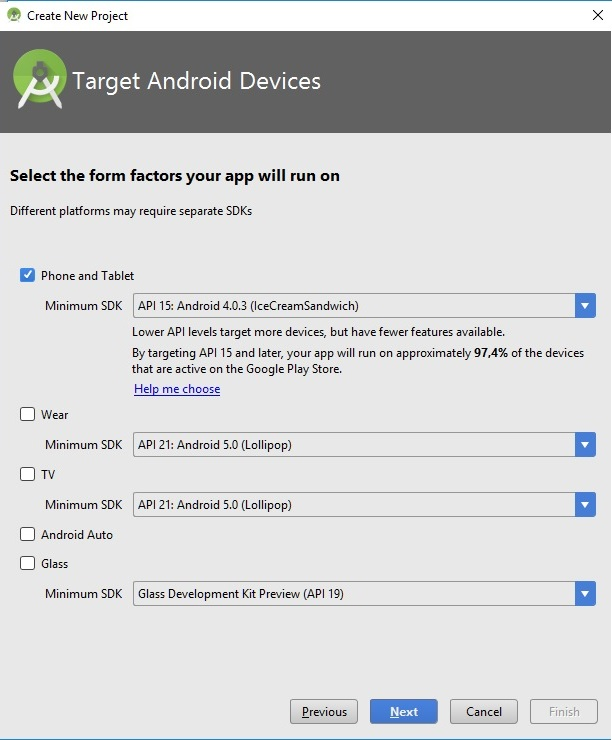 Create New Project
Target Android Devices
Select the form factors your app will run on
Different platforms may require separate SDKs
Phone and Tablet
Minimum SDK API 15: Android 4.0.3 (IceCreamSandwich)
Lower API levels target more devices, but have fewer features available.
By targeting API 15 and later, your app will run on approximately 97,4% of the devices
that are active on the Google Play Store.
Help me choose
Wear
Minimum SDK API 21: Android 5.0 (Lollipop)
TV
Minimum SDK API 21: Android 5.0 (Lollipop)
Android Auto
Glass
Minimum SDK Glass Development Kit Preview (API 19)
Previous Next Cancel Finish